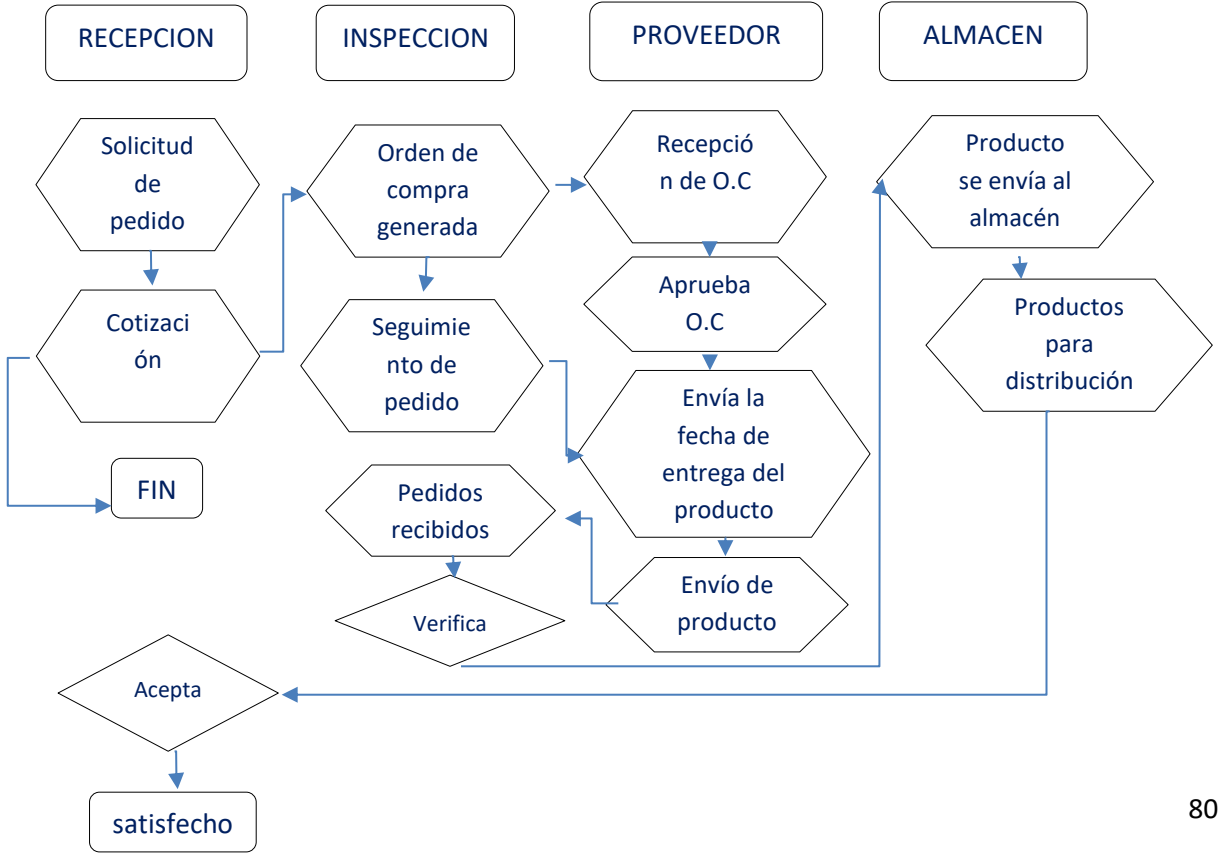 RECEPCION
INSPECCION
PROVEEDOR
ALMACEN
Solicitud
de
pedido
Cotizaci
ón
FIN
Acepta
satisfecho
Orden de
compra
generada
Seguimie
nto de
pedido
Pedidos
recibidos
Verifica
Recepció
n de O.C
Aprueba
O.C
Envía la
fecha de
entrega del
producto
Envío de
producto
Producto
se envía al
almacén
Productos
para
distribución
80